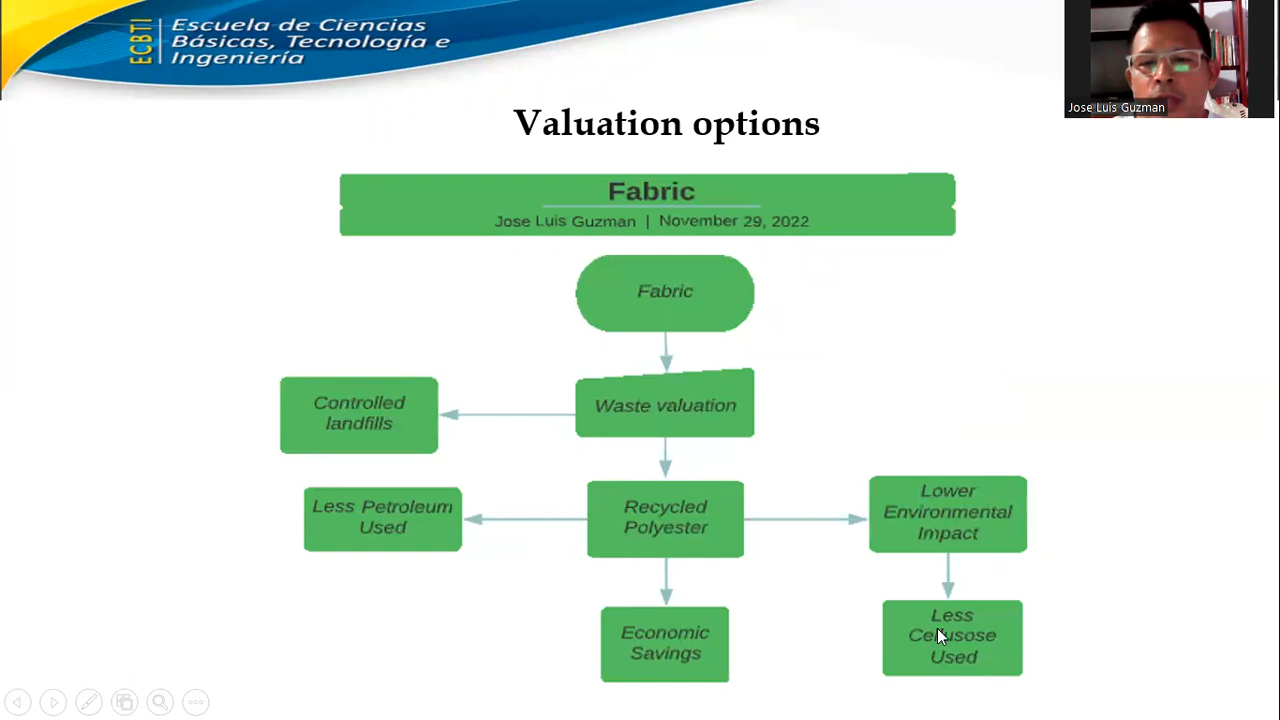 ECBTI
Escuela de Ciencias
Básicas, Tecnología e
Ingeniería
Jose Luis Guzman
Valuation options
Fabric
Jose Luis Guzman | November 29, 2022
Fabric
Waste valuation
Controlled
landfills
Recycled
Polyester
Less Petroleum
Used
Lower
Environmental
Impact
Economic
Savings
Less
Cellusose
Used